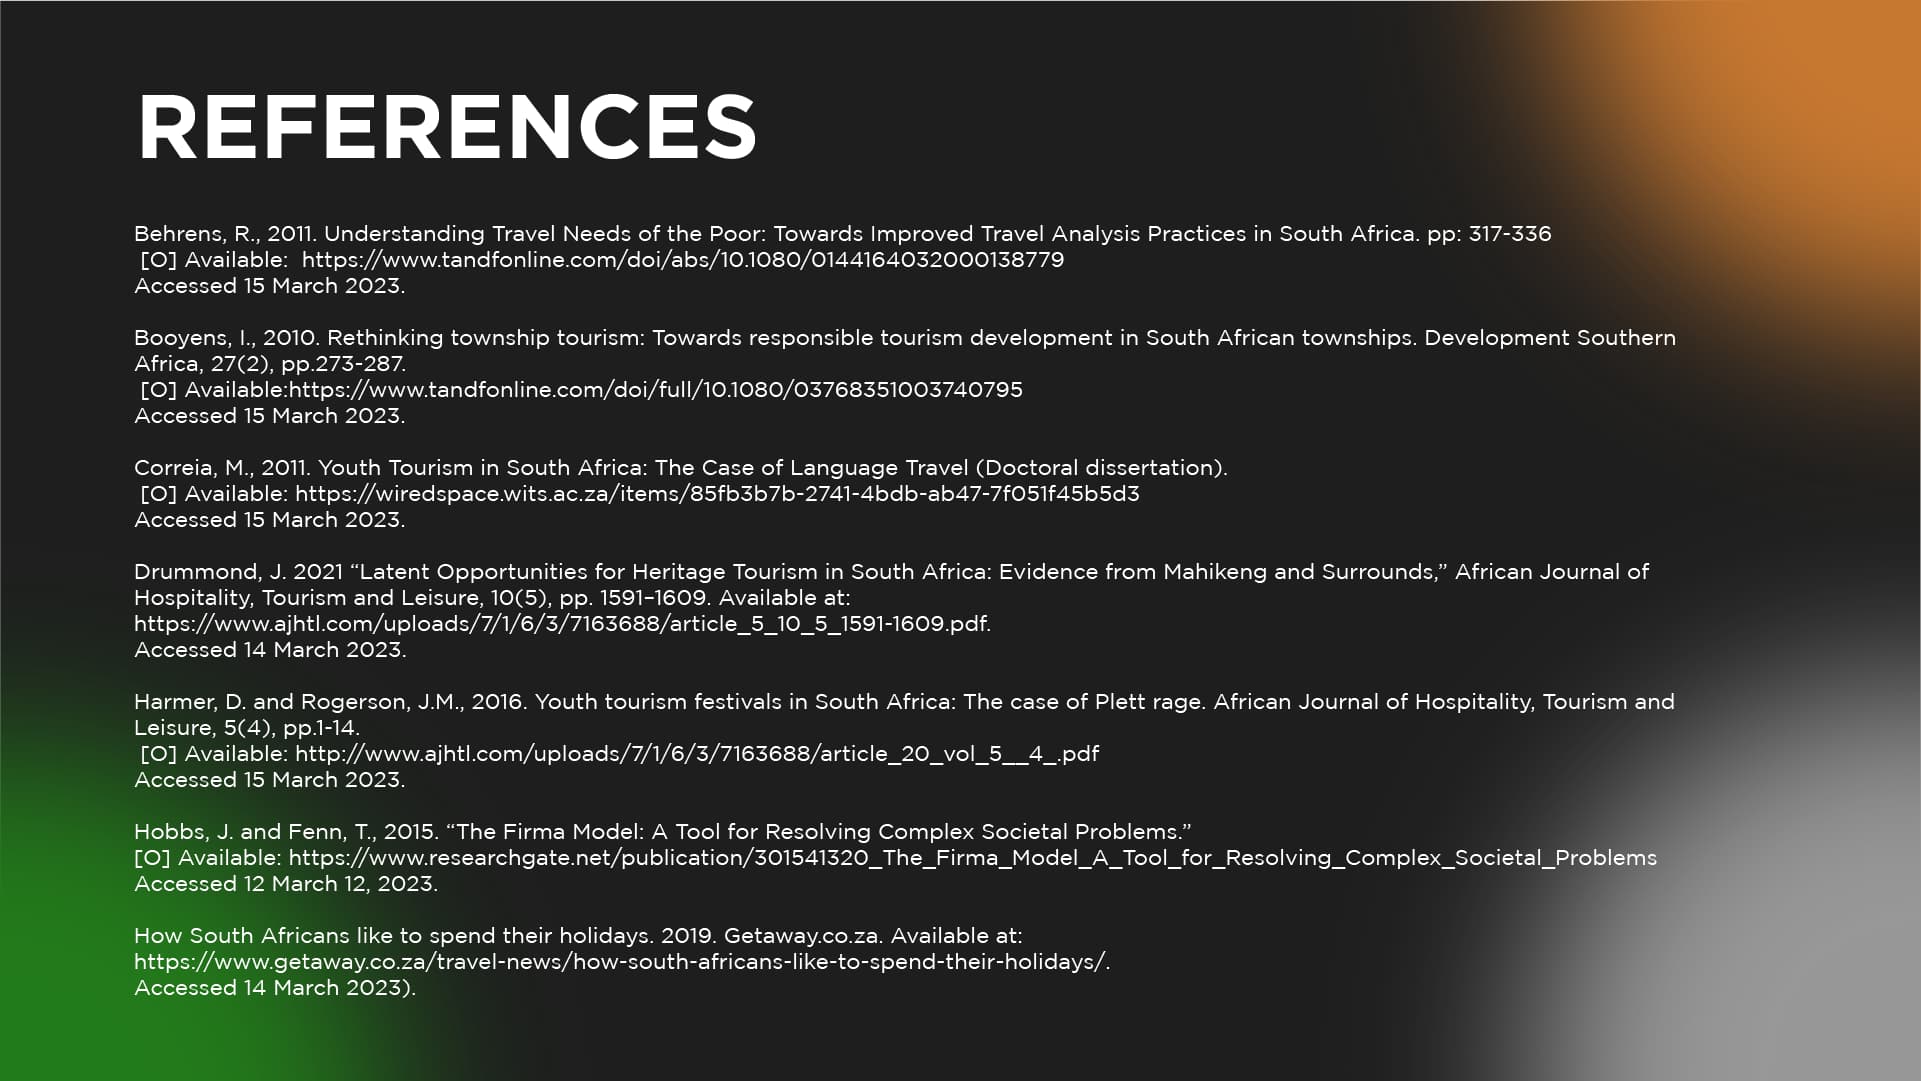 REFERENCES
Behrens, R., 2011. Understanding Travel Needs of the Poor: Towards Improved Travel Analysis Practices in South Africa. pp: 317-336
[O] Available:  https://www.tandfonline.com/doi/abs/10.1080/0144164032000138779
Accessed 15 March 2023.
Booyens, I., 2010. Rethinking township tourism: Towards responsible tourism development in South African townships. Development Southern
Africa, 27(2), pp.273-287.
[O] Available:https://www.tandfonline.com/doi/full/10.1080/03768351003740795
Accessed 15 March 2023.
Correia, M., 2011. Youth Tourism in South Africa: The Case of Language Travel (Doctoral dissertation).
[O] Available: https://wiredspace.wits.ac.za/items/85fb3b7b-2741-4bdb-ab47-7f051f45b5d3
Accessed 15 March 2023.
Drummond, J. 2021 “Latent Opportunities for Heritage Tourism in South Africa: Evidence from Mahikeng and Surrounds,” African Journal of
Hospitality, Tourism and Leisure, 10(5), pp. 1591–1609. Available at:
https://www.ajhtl.com/uploads/7/1/6/3/7163688/article_5_10_5_1591-1609.pdf.
Accessed 14 March 2023.
Harmer, D. and Rogerson, J.M., 2016. Youth tourism festivals in South Africa: The case of Plett rage. African Journal of Hospitality, Tourism and
Leisure, 5(4), pp.1-14.
[O] Available: http://www.ajhtl.com/uploads/7/1/6/3/7163688/article_20_vol_5__4_.pdf
Accessed 15 March 2023.
Hobbs, J. and Fenn, T., 2015. “The Firma Model: A Tool for Resolving Complex Societal Problems.”
[O] Available: https://www.researchgate.net/publication/301541320_The_Firma_Model_A_Tool_for_Resolving_Complex_Societal_Problems
Accessed 12 March 12, 2023.
How South Africans like to spend their holidays. 2019. Getaway.co.za. Available at:
https://www.getaway.co.za/travel-news/how-south-africans-like-to-spend-their-holidays/.
Accessed 14 March 2023).